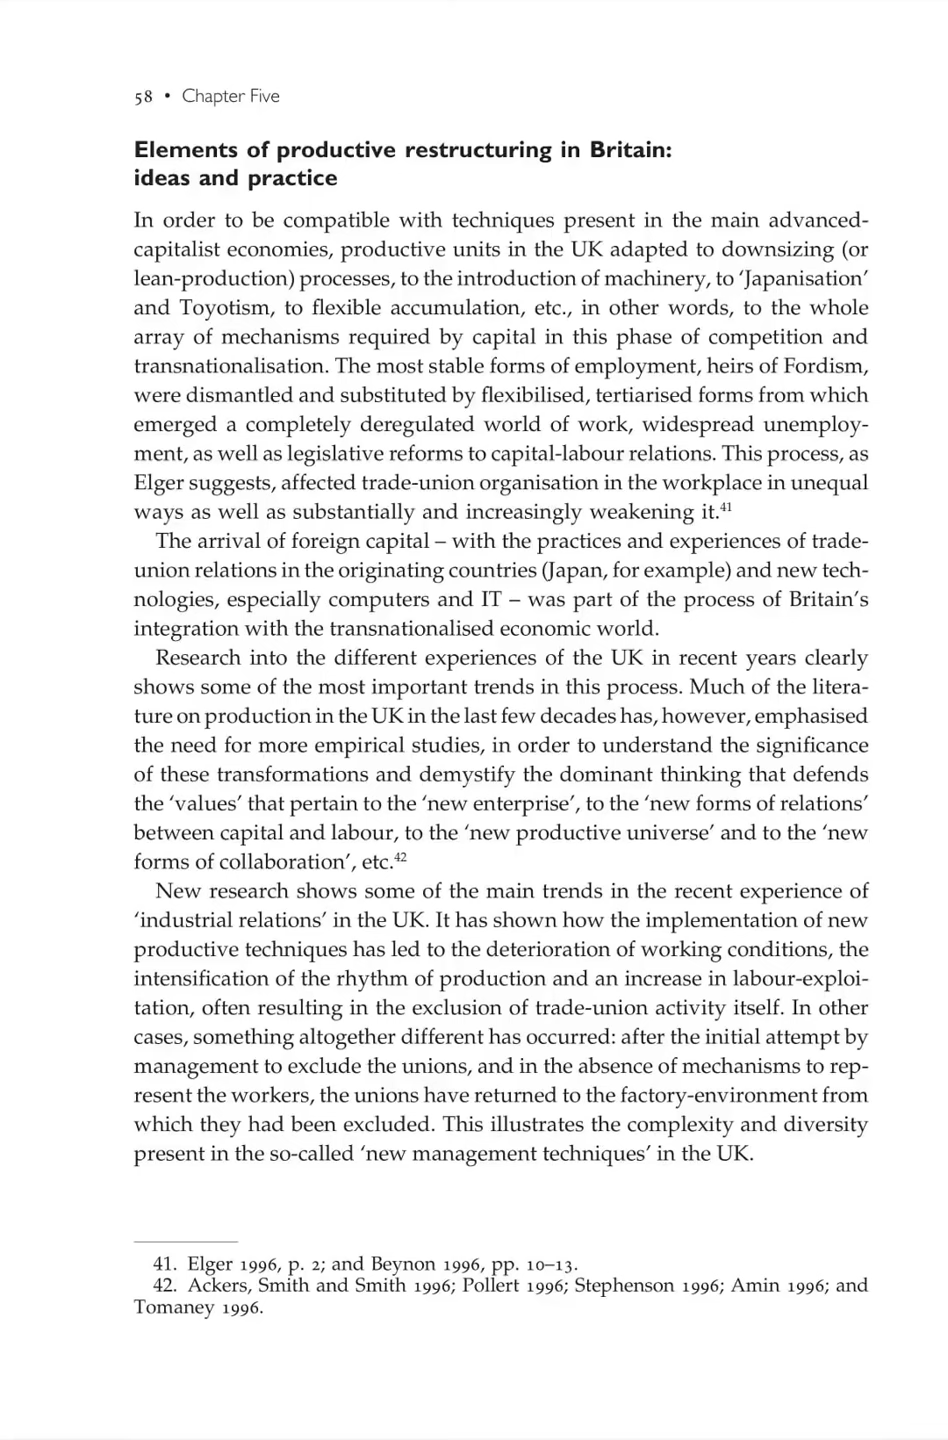 58 • Chapter Five
Elements of productive restructuring in Britain:
ideas and practice
In order to be compatible with techniques present in the main advanced-
capitalist economies, productive units in the UK adapted to downsizing (or
lean-production) processes, to the introduction of machinery, to ‘Japanisation’
and Toyotism, to flexible accumulation, etc., in other words, to the whole
array of mechanisms required by capital in this phase of competition and
transnationalisation. The most stable forms of employment, heirs of Fordism,
were dismantled and substituted by flexibilised, tertiarised forms from which
emerged a completely deregulated world of work, widespread unemploy-
ment, as well as legislative reforms to capital-labour relations. This process, as
Elger suggests, affected trade-union organisation in the workplace in unequal
ways as well as substantially and increasingly weakening it.41
The arrival of foreign capital – with the practices and experiences of trade-
union relations in the originating countries (Japan, for example) and new tech-
nologies, especially computers and IT – was part of the process of Britain’s
integration with the transnationalised economic world.
Research into the different experiences of the UK in recent years clearly
shows some of the most important trends in this process. Much of the litera-
ture on production in the UK in the last few decades has, however, emphasised
the need for more empirical studies, in order to understand the significance
of these transformations and demystify the dominant thinking that defends
the ‘values’ that pertain to the ‘new enterprise’, to the ‘new forms of relations’
between capital and labour, to the ‘new productive universe’ and to the ‘new
forms of collaboration’, etc.42
New research shows some of the main trends in the recent experience of
‘industrial relations’ in the UK. It has shown how the implementation of new
productive techniques has led to the deterioration of working conditions, the
intensification of the rhythm of production and an increase in labour-exploi-
tation, often resulting in the exclusion of trade-union activity itself. In other
cases, something altogether different has occurred: after the initial attempt by
management to exclude the unions, and in the absence of mechanisms to rep-
resent the workers, the unions have returned to the factory-environment from
which they had been excluded. This illustrates the complexity and diversity
present in the so-called ‘new management techniques’ in the UK.
41. Elger 1996, p. 2; and Beynon 1996, pp. 10–13.
42. Ackers, Smith and Smith 1996; Pollert 1996; Stephenson 1996; Amin 1996; and
Tomaney 1996.